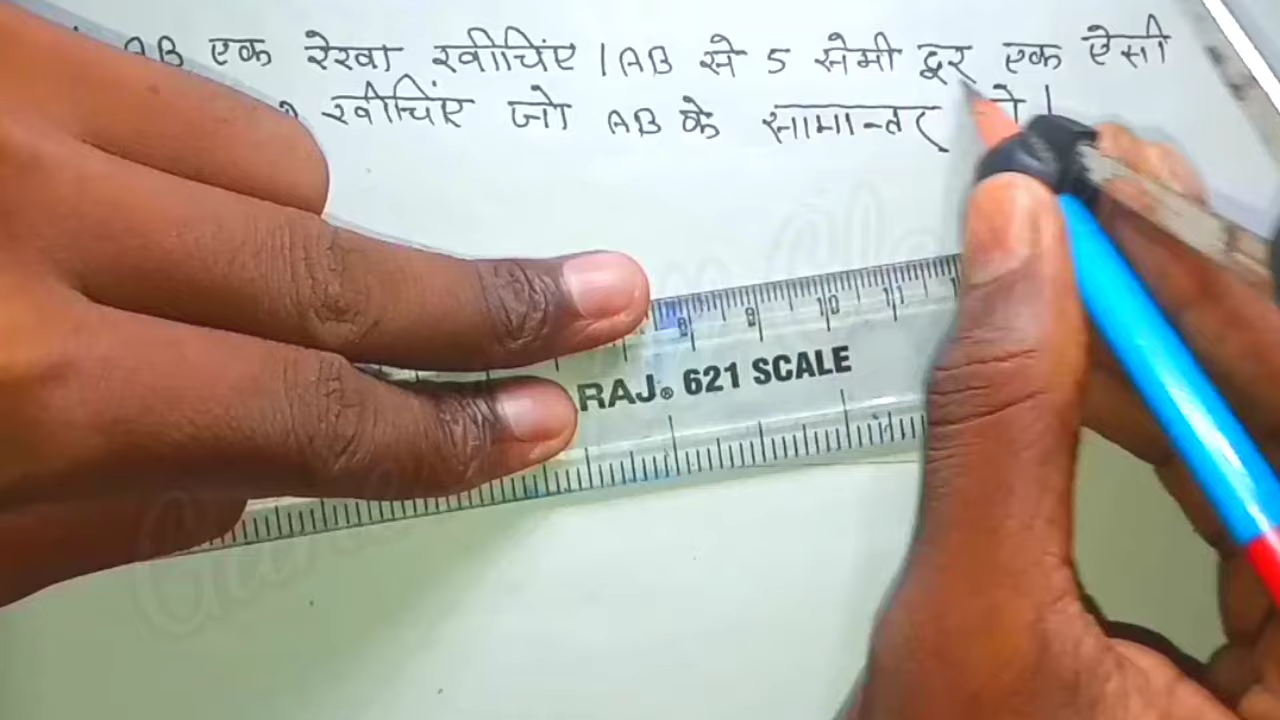 AB एक रेखा खीचिंए । AB से 5 सेमी दूर एक ऐसी
खीचिंए जो AB के सामान्तर
8 9 10 11
RAJ® 621 SCALE